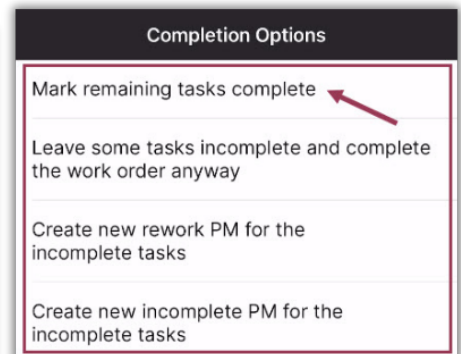 Completion Options
Mark remaining tasks complete
Leave some tasks incomplete and complete
the work order anyway
Create new rework PM for the
incomplete tasks
Create new incomplete PM for the
incomplete tasks